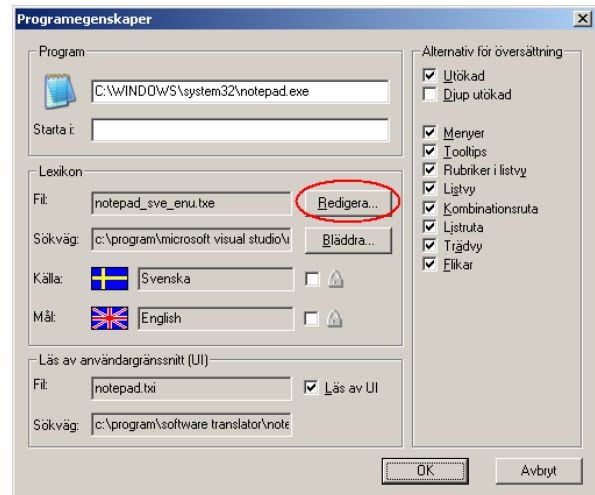 Programegenskaper
Program
C:\WINDOWS\system32\notepad.exe
Starta i:
Lexikon
Fil: notepad_sve_enu.txe Redigera...
Sökväg: c:\program\microsoft visual studio\ Bläddra...
Källa: Svenska
Mål: English
Läs av användargränssnitt (UI)
Fil: notepad.txi Läs av UI
Sökväg: c:\program\software translator\note
Alternativ för översättning
Utökad
Djup utökad
Menyer
Tooltips
Rubriker i listvy
Listvy
Kombinationsruta
Listruta
Trädvy
Flikar
OK Avbryt